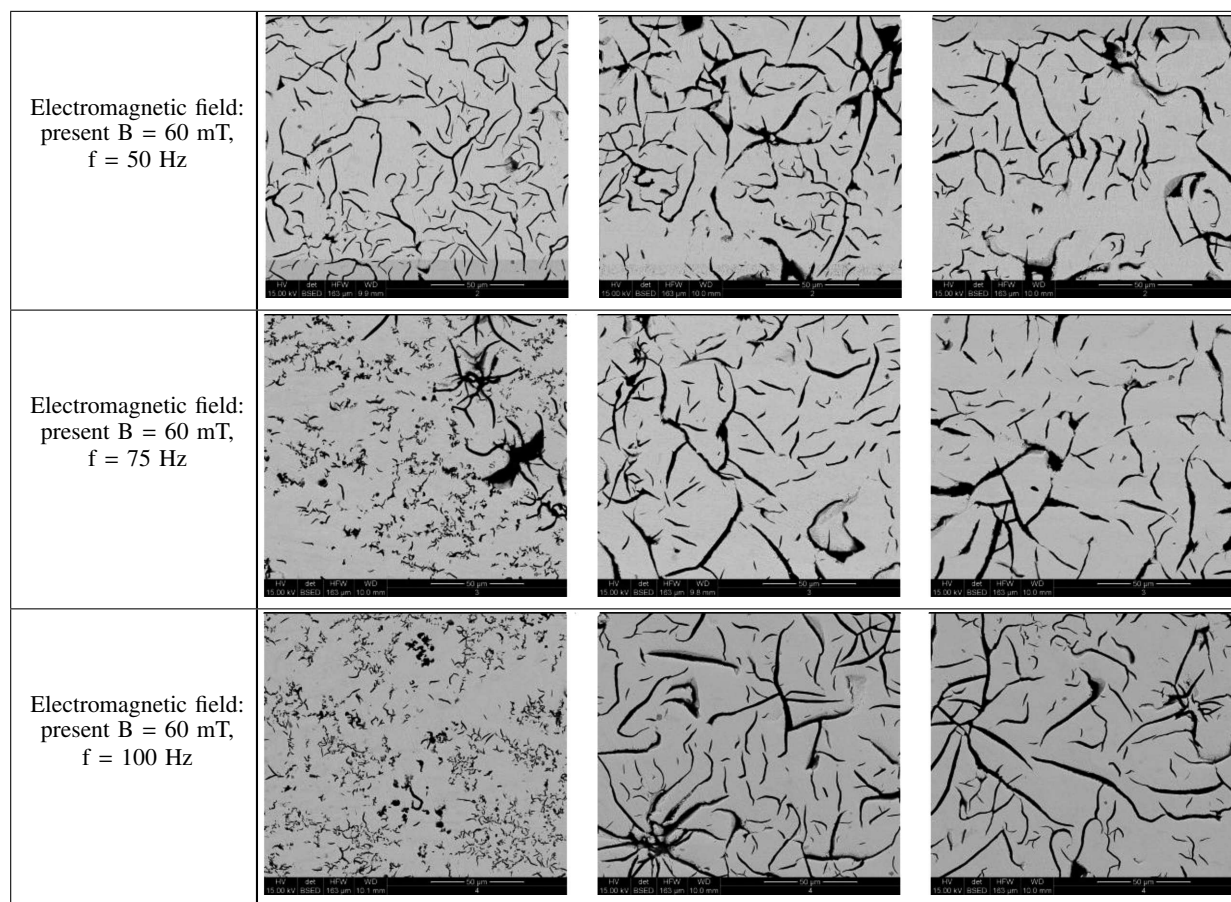 Electromagnetic field:
present B = 60 mT,
f = 50 Hz
HV det HFW WD 50 µm
15.00 kV BSED 163 µm 9.9 mm 2
HV det HFW WD 50 µm
15.00 kV BSED 163 µm 10.0 mm 2
HV det HFW WD 50 µm
15.00 kV BSED 163 µm 10.0 mm 2
Electromagnetic field:
present B = 60 mT,
f = 75 Hz
HV det HFW WD 50 µm
15.00 kV BSED 163 µm 10.0 mm 3
HV det HFW WD 50 µm
15.00 kV BSED 163 µm 9.8 mm 3
HV det HFW WD 50 µm
15.00 kV BSED 163 µm 10.0 mm 3
Electromagnetic field:
present B = 60 mT,
f = 100 Hz
HV det HFW WD 50 µm
15.00 kV BSED 163 µm 10.1 mm 4
HV det HFW WD 50 µm
15.00 kV BSED 163 µm 10.0 mm 4
HV det HFW WD 50 µm
15.00 kV BSED 163 µm 10.0 mm 4